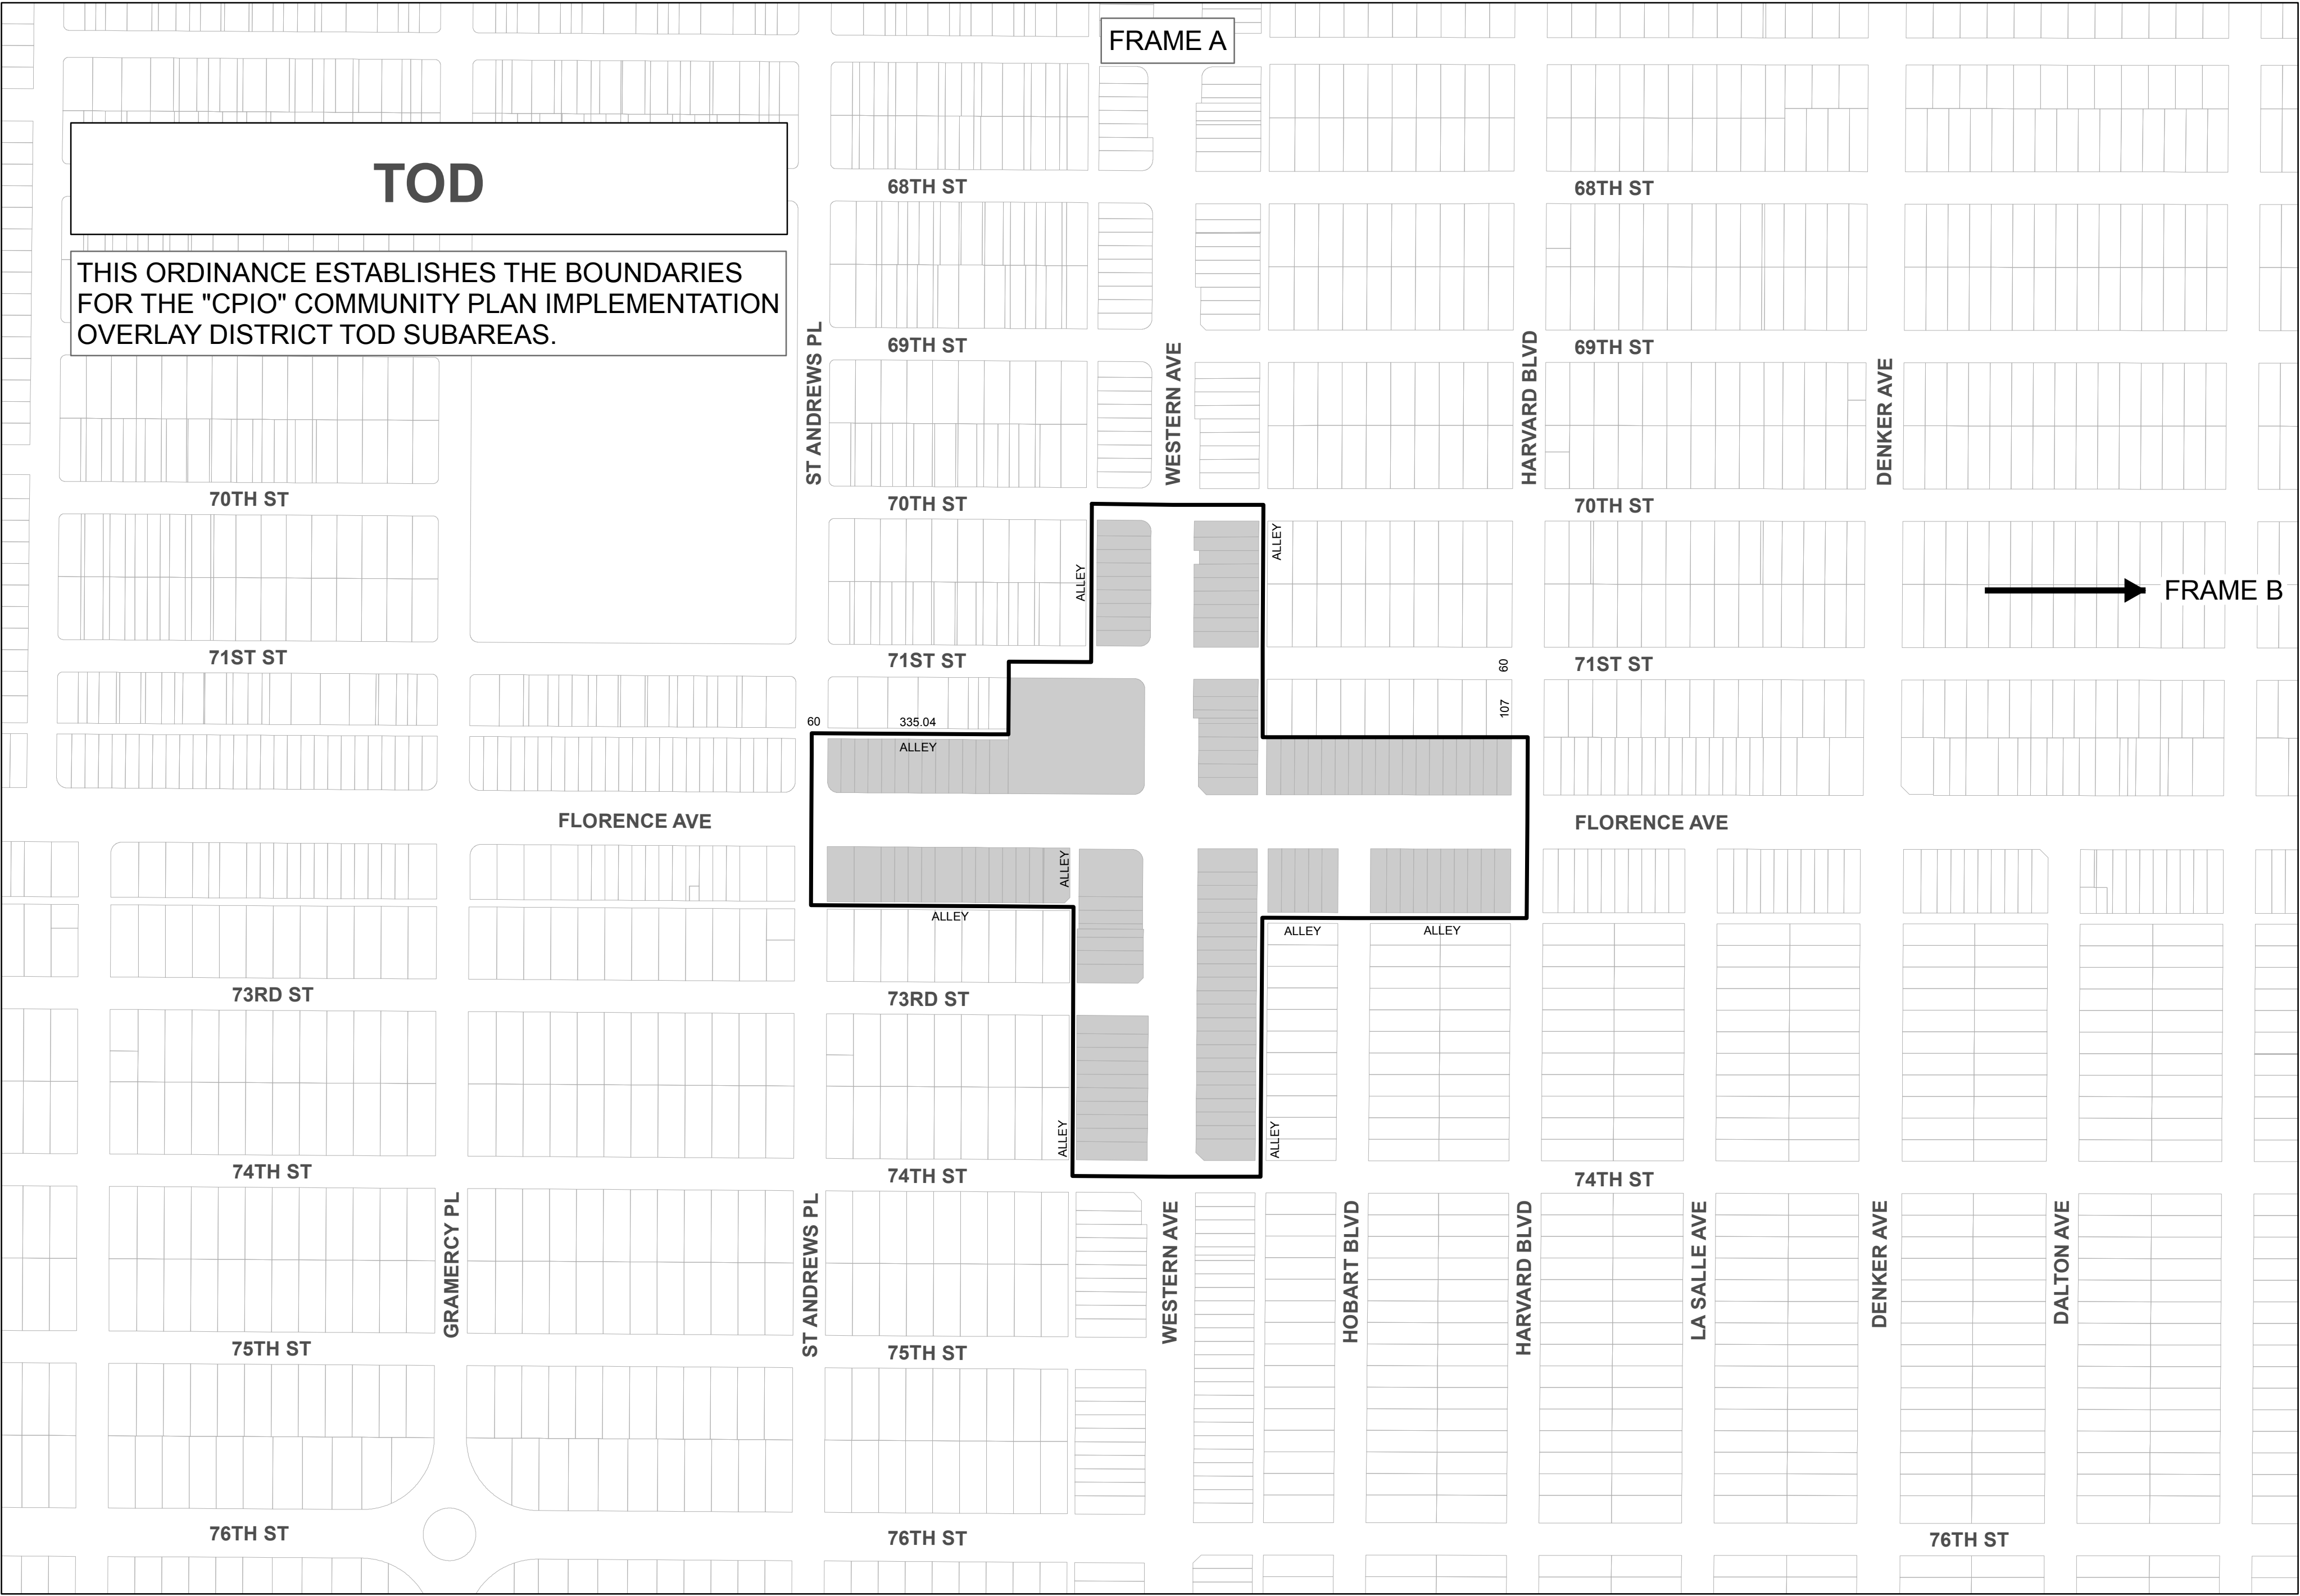 FRAME A
TOD
THIS ORDINANCE ESTABLISHES THE BOUNDARIES
FOR THE "CPIO" COMMUNITY PLAN IMPLEMENTATION
OVERLAY DISTRICT TOD SUBAREAS.
68TH ST
68TH ST
69TH ST
69TH ST
ST ANDREWS PL
WESTERN AVE
HARVARD BLVD
DENKER AVE
70TH ST
70TH ST
70TH ST
ALLEY
ALLEY
FRAME B
71ST ST
71ST ST
71ST ST
60
107
60
335.04
ALLEY
FLORENCE AVE
FLORENCE AVE
ALLEY
ALLEY
ALLEY
ALLEY
73RD ST
73RD ST
ALLEY
ALLEY
74TH ST
74TH ST
74TH ST
GRAMERCY PL
ST ANDREWS PL
WESTERN AVE
HOBART BLVD
HARVARD BLVD
LA SALLE AVE
DENKER AVE
DALTON AVE
75TH ST
75TH ST
76TH ST
76TH ST
76TH ST